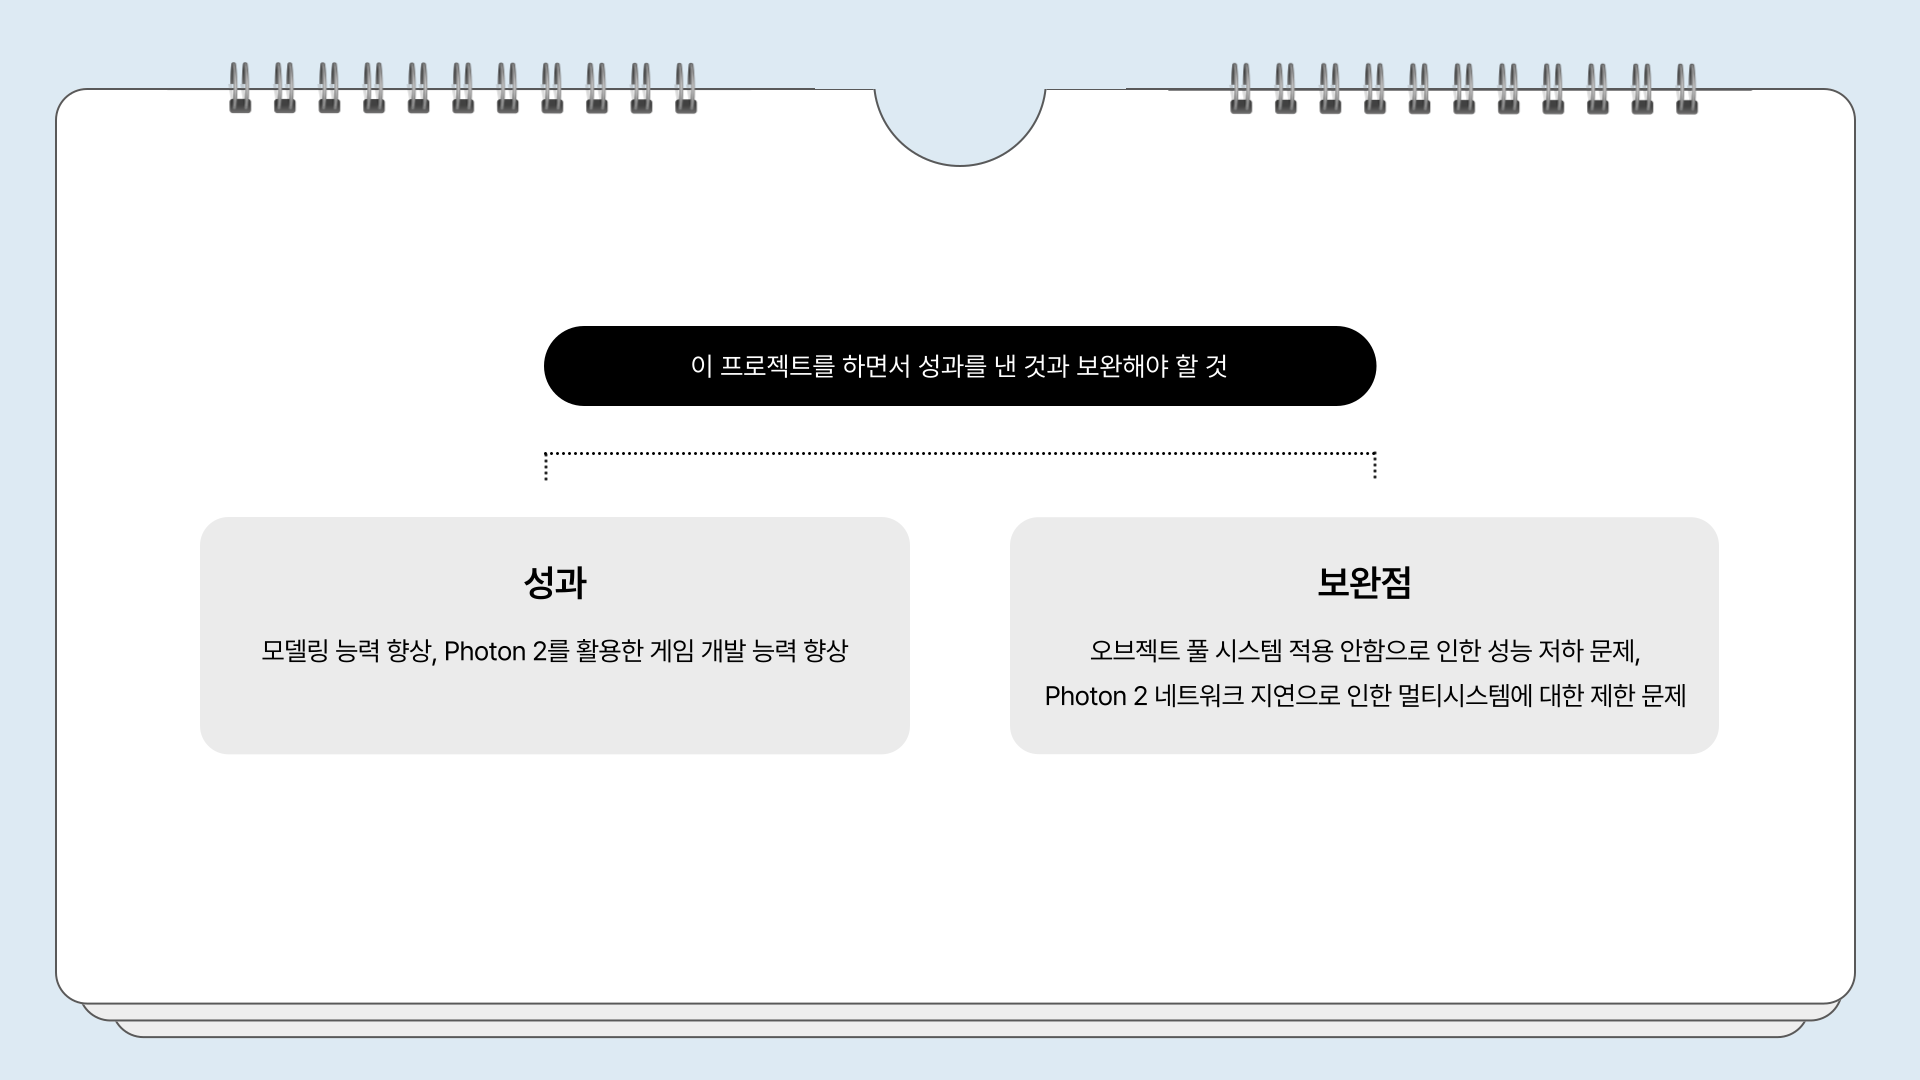 이 프로젝트를 하면서 성과를 낸 것과 보완해야 할 것
성과
모델링 능력 향상, Photon 2를 활용한 게임 개발 능력 향상
보완점
오브젝트 풀 시스템 적용 안함으로 인한 성능 저하 문제,
Photon 2 네트워크 지연으로 인한 멀티시스템에 대한 제한 문제